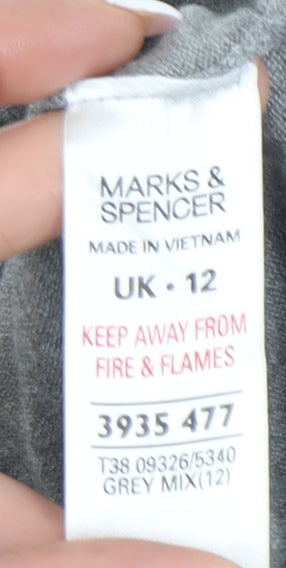 MARKS &
SPENCER
MADE IN VIETNAM
UK • 12
KEEP AWAY FROM
FIRE & FLAMES
3935 477
T38 09326/5340
GREY MIX(12)